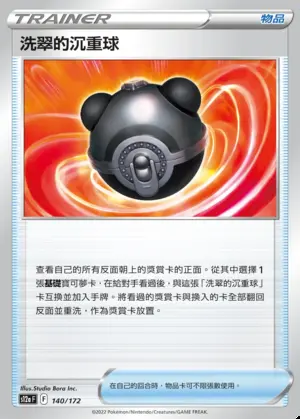 TRAINER 物品
洗翠的沉重球
查看自己的所有反面朝上的獎賞卡的正面。從其中選擇1
張基礎寶可夢卡，在給對手看過後，與這張「洗翠的沉重球」
卡互換並加入手牌。將看過的獎賞卡與換入的卡全部翻回
反面並重洗，作為獎賞卡放置。
Illus.Studio Bora Inc.
s12a F F 140/172
在自己的回合時，物品卡可不限張數使用。
©2022 Pokémon/Nintendo/Creatures/GAME FREAK.